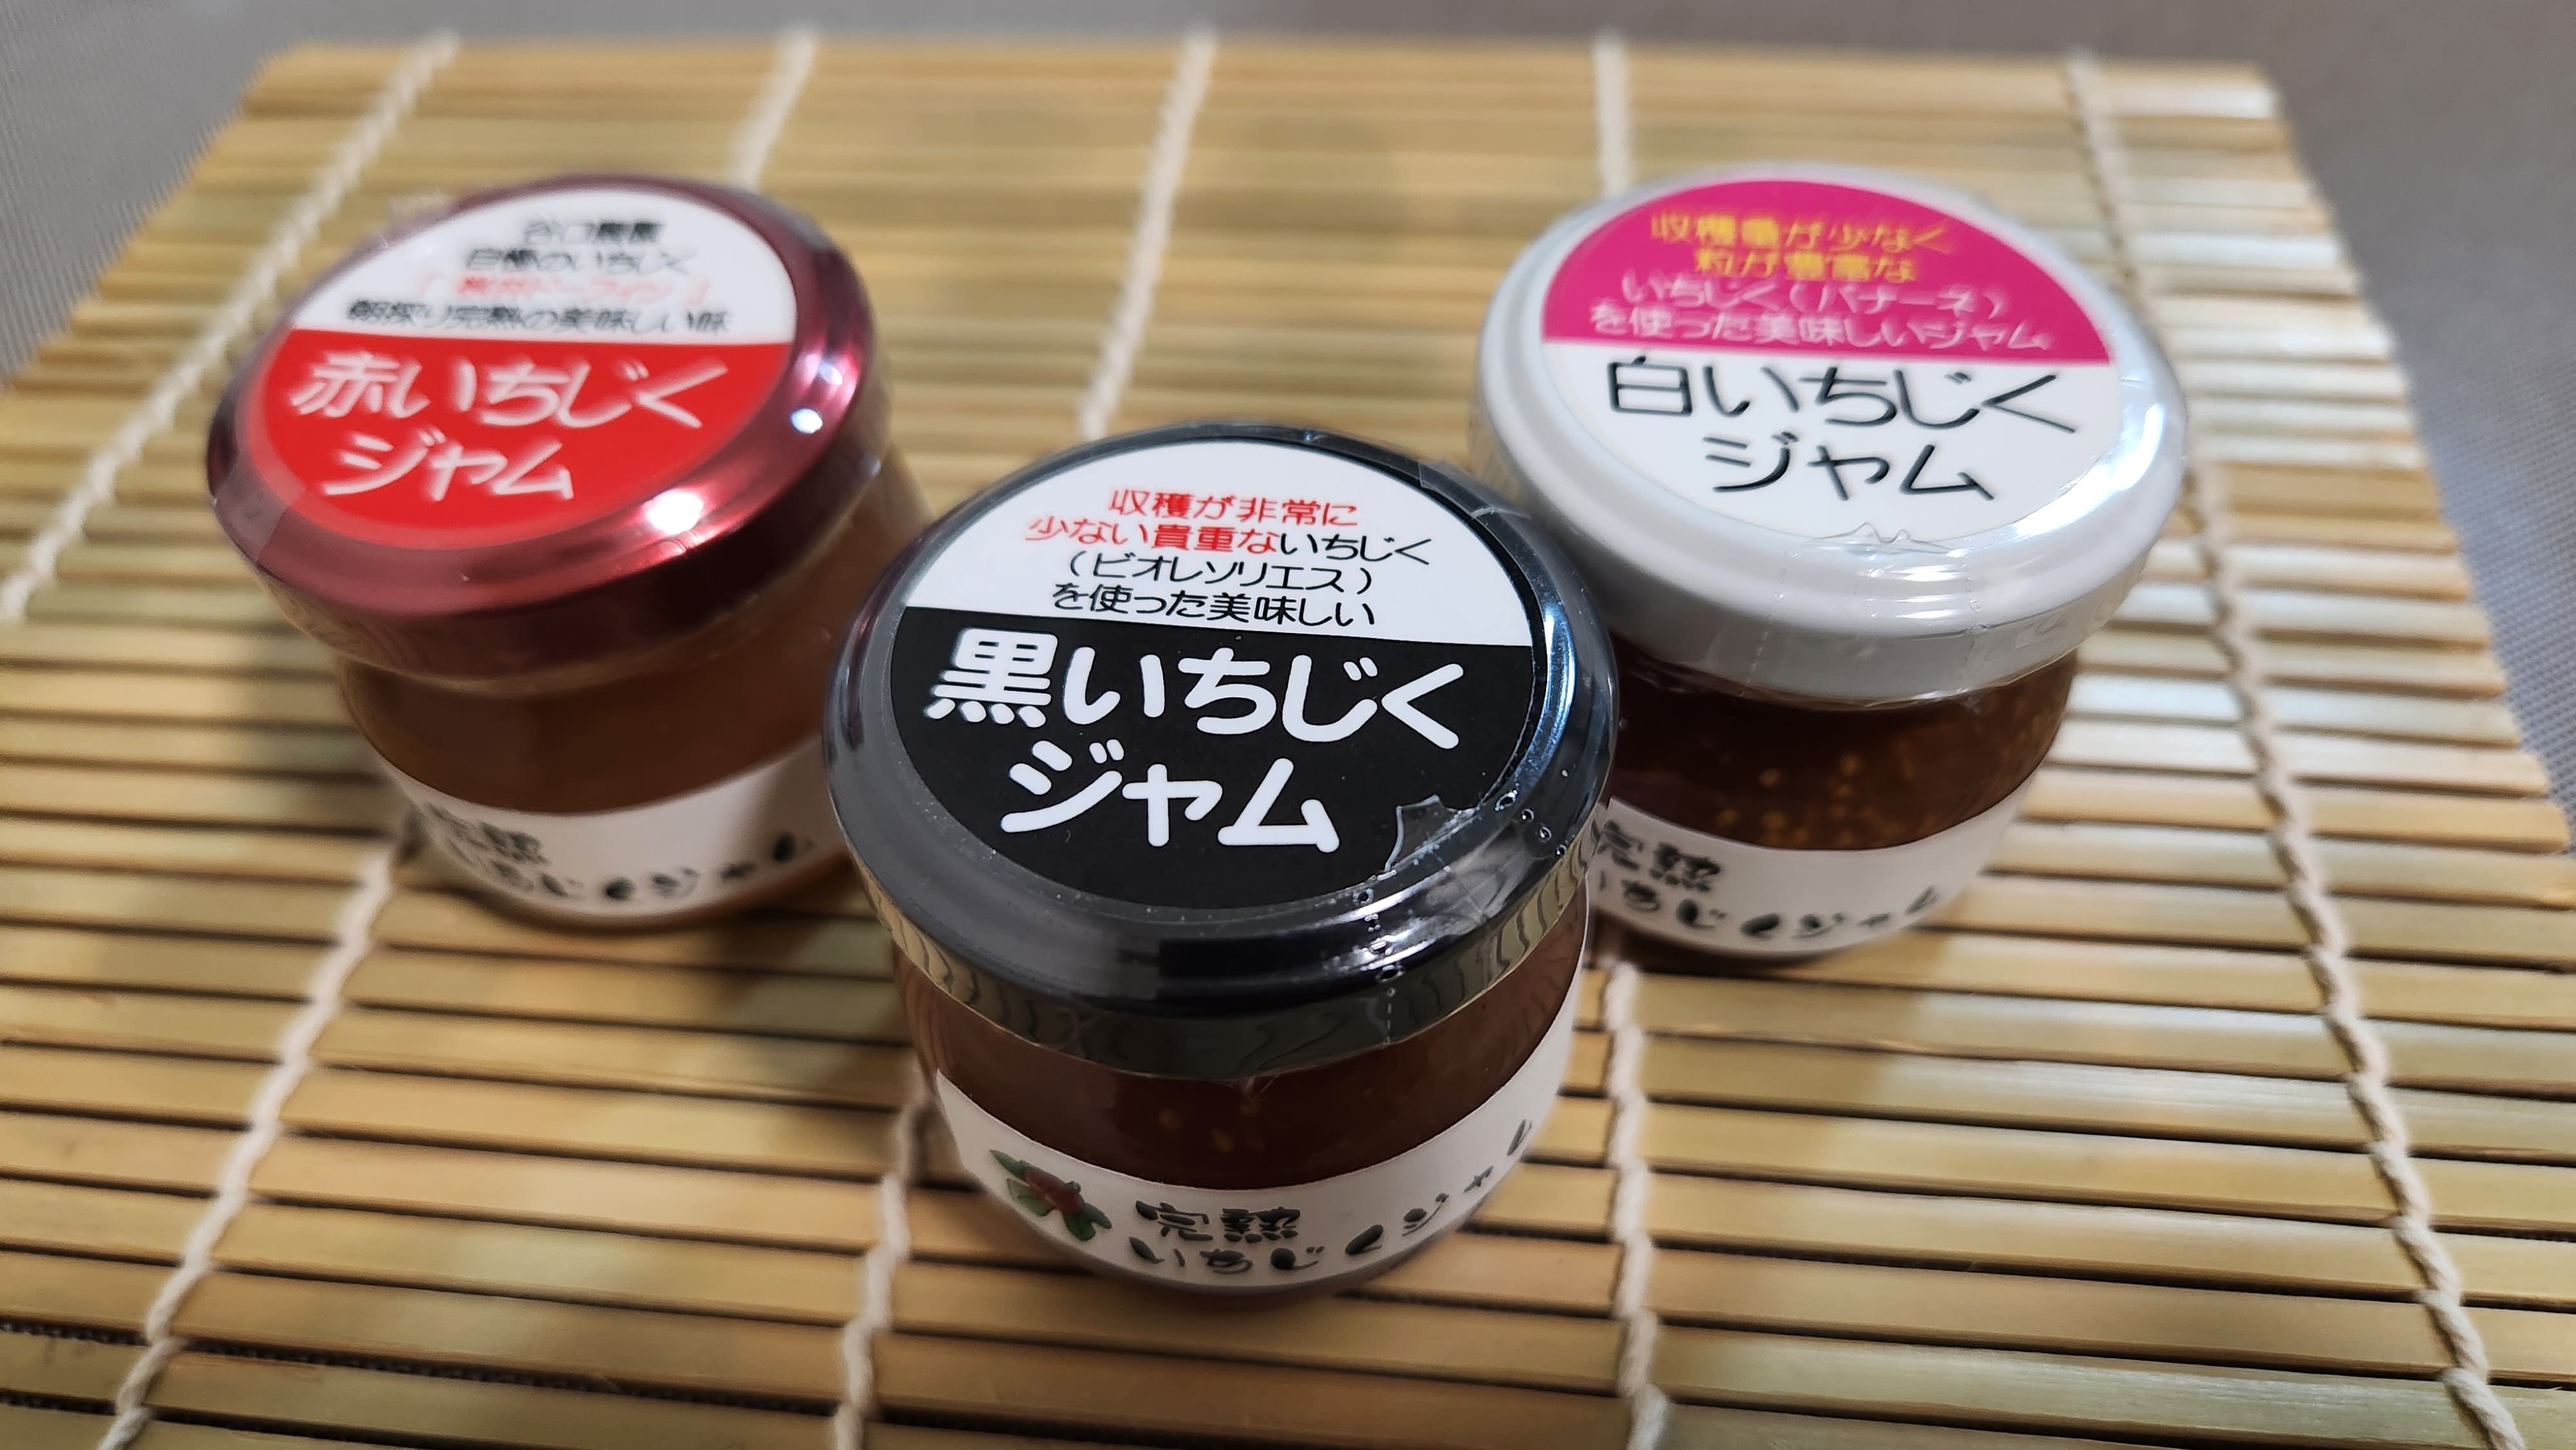 谷口農園
自慢のいちじく
朝採り完熟の美味しい味
赤いちじく
ジャム
完熟
いちじくジャム
収穫が非常に
少ない貴重ないちじく
(ビオレソリエス)
を使った美味しい
黒いちじく
ジャム
完熟
いちじくジャム
収穫量が少なく
粒が豊富な
いちじく(バナーネ)
を使った美味しいジャム
白いちじく
ジャム
完熟
いちじくジャム